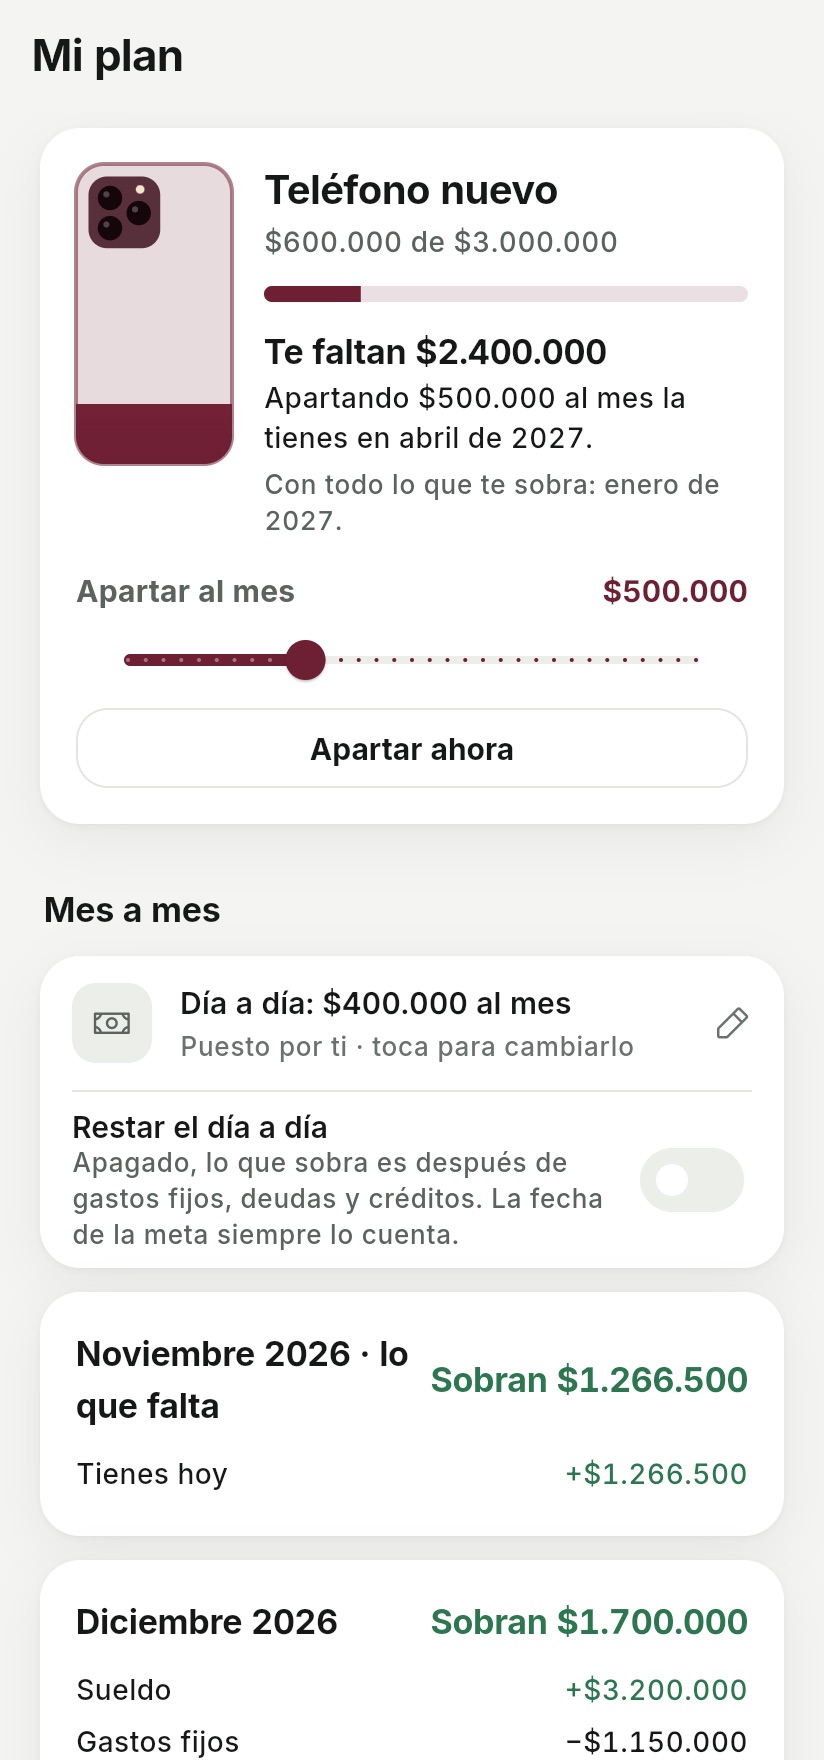 Mi plan
Teléfono nuevo
$600.000 de $3.000.000
Te faltan $2.400.000
Apartando $500.000 al mes la
tienes en abril de 2027.
Con todo lo que te sobra: enero de
2027.
Apartar al mes
$500.000
Apartar ahora
Mes a mes
Día a día: $400.000 al mes
Puesto por ti · toca para cambiarlo
Restar el día a día
Apagado, lo que sobra es después de
gastos fijos, deudas y créditos. La fecha
de la meta siempre lo cuenta.
Noviembre 2026 · lo
que falta
Sobran $1.266.500
Tienes hoy
+$1.266.500
Diciembre 2026
Sobran $1.700.000
Sueldo
+$3.200.000
Gastos fijos
−$1.150.000